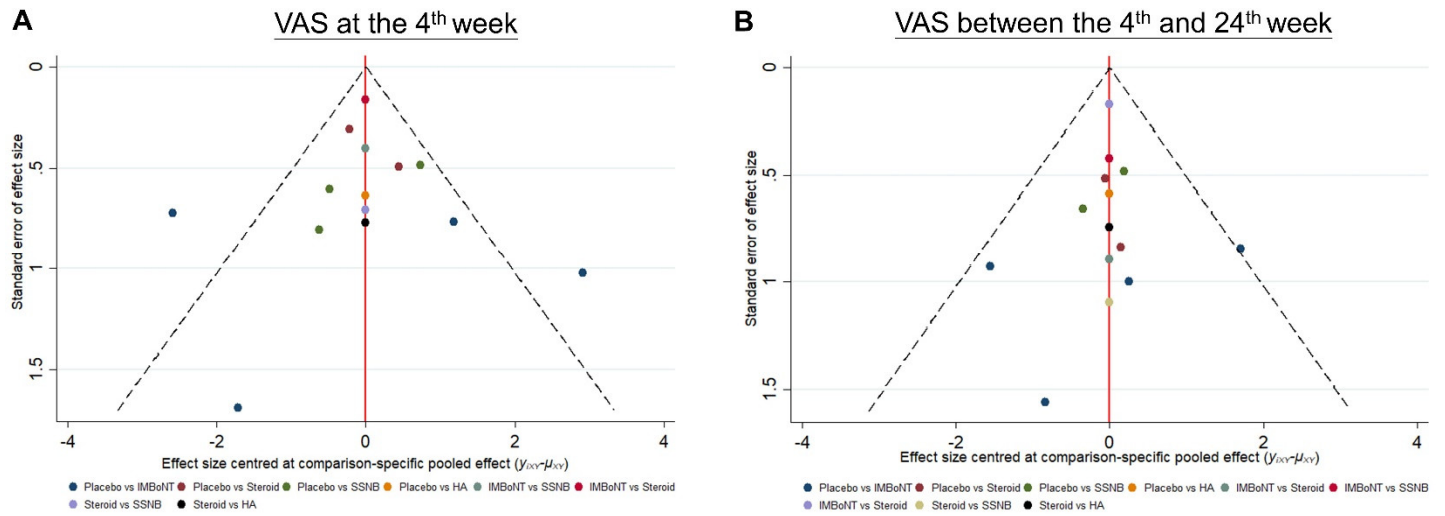 A
VAS at the 4th week
0
.5
1
1.5
Standard error of effect size
-4
-2
0
2
4
Effect size centred at comparison-specific pooled effect (yiXY-μXY)
Placebo vs IMBoNT Placebo vs Steroid Placebo vs SSNB Placebo vs HA IMBoNT vs SSNB IMBoNT vs Steroid
Steroid vs SSNB Steroid vs HA
B
VAS between the 4th and 24th week
0
.5
1
1.5
Standard error of effect size
-4
-2
0
2
4
Effect size centred at comparison-specific pooled effect (yiXY-μXY)
Placebo vs IMBoNT Placebo vs Steroid Placebo vs SSNB Placebo vs HA IMBoNT vs Steroid IMBoNT vs SSNB
IMBoNT vs Steroid Steroid vs SSNB Steroid vs HA